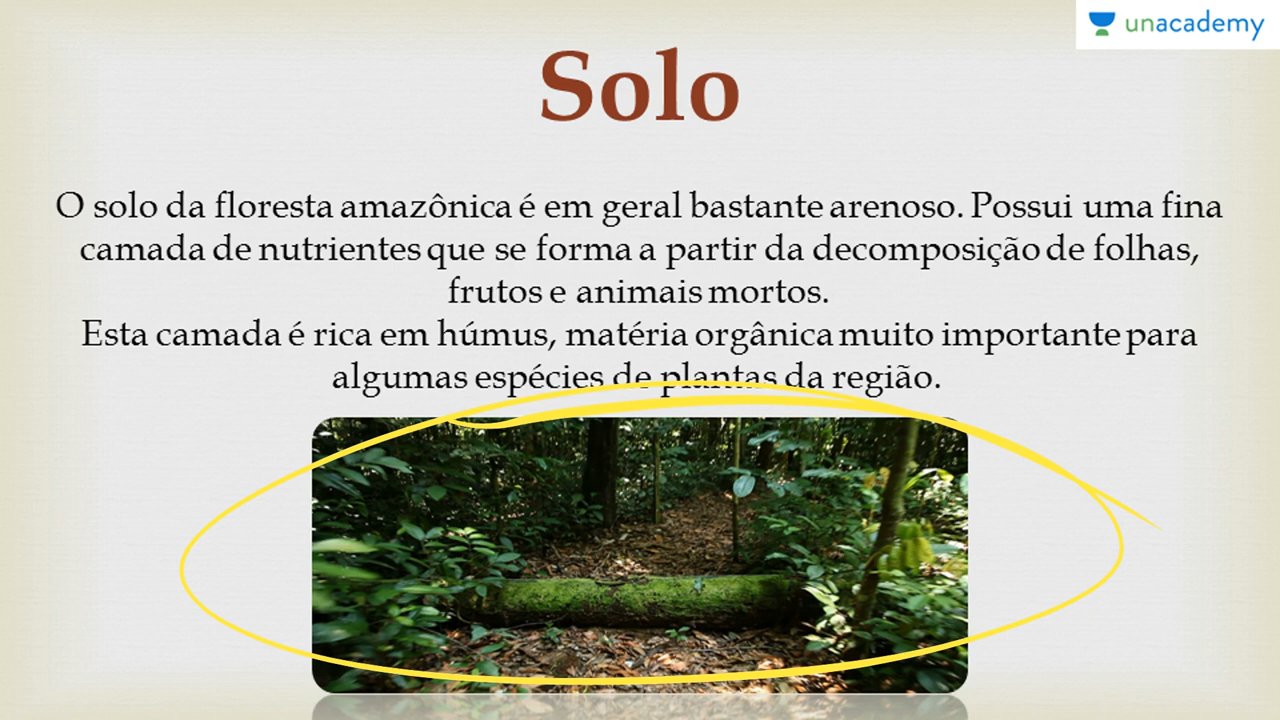 unacademy
Solo
O solo da floresta amazônica é em geral bastante arenoso. Possui uma fina
camada de nutrientes que se forma a partir da decomposição de folhas,
frutos e animais mortos.
Esta camada é rica em húmus, matéria orgânica muito importante para
algumas espécies de plantas da região.